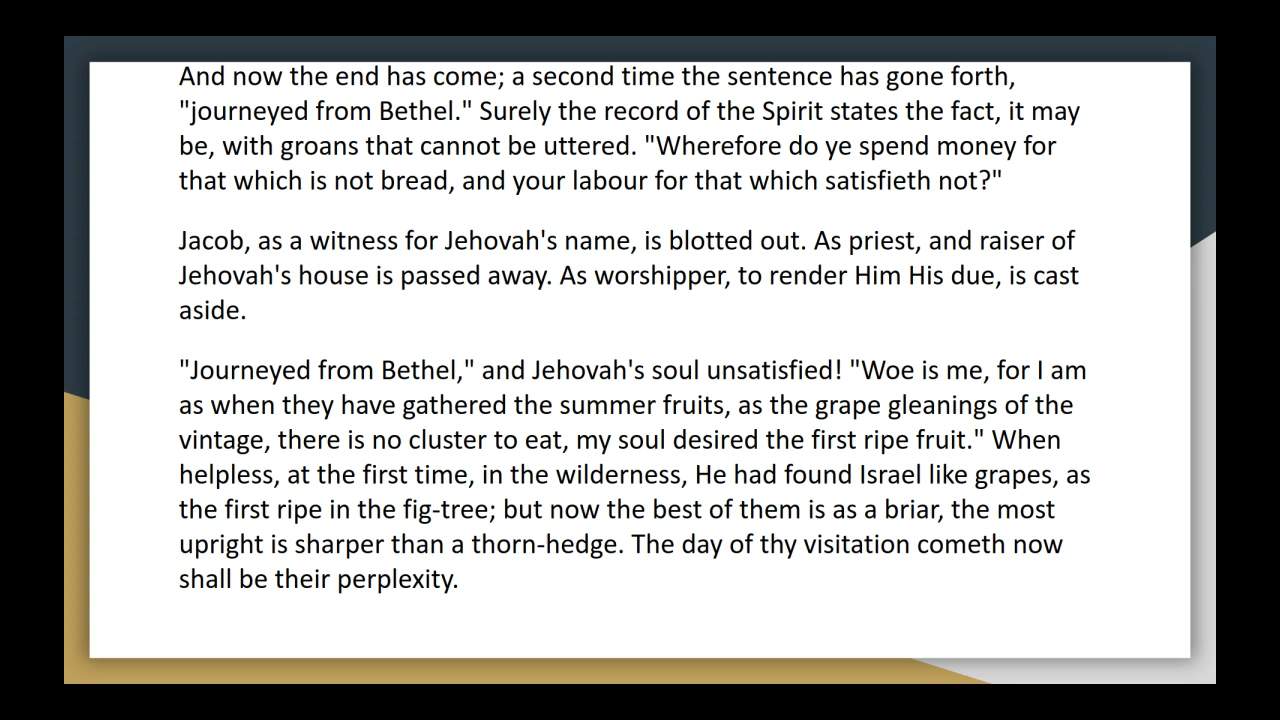 And now the end has come; a second time the sentence has gone forth,
"journeyed from Bethel." Surely the record of the Spirit states the fact, it may
be, with groans that cannot be uttered. "Wherefore do ye spend money for
that which is not bread, and your labour for that which satisfieth not?"
Jacob, as a witness for Jehovah's name, is blotted out. As priest, and raiser of
Jehovah's house is passed away. As worshipper, to render Him His due, is cast
aside.
"Journeyed from Bethel," and Jehovah's soul unsatisfied! "Woe is me, for I am
as when they have gathered the summer fruits, as the grape gleanings of the
vintage, there is no cluster to eat, my soul desired the first ripe fruit." When
helpless, at the first time, in the wilderness, He had found Israel like grapes, as
the first ripe in the fig-tree; but now the best of them is as a briar, the most
upright is sharper than a thorn-hedge. The day of thy visitation cometh now
shall be their perplexity.